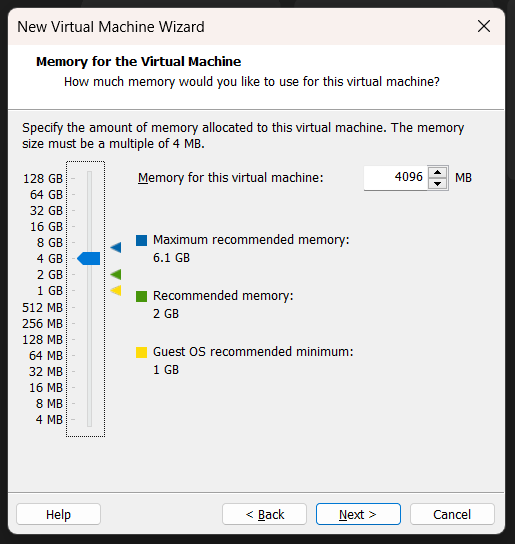 New Virtual Machine Wizard
Memory for the Virtual Machine
How much memory would you like to use for this virtual machine?
Specify the amount of memory allocated to this virtual machine. The memory
size must be a multiple of 4 MB.
Memory for this virtual machine: 4096 MB
128 GB
64 GB
32 GB
16 GB
8 GB
4 GB
2 GB
1 GB
512 MB
256 MB
128 MB
64 MB
32 MB
16 MB
8 MB
4 MB
Maximum recommended memory:
6.1 GB
Recommended memory:
2 GB
Guest OS recommended minimum:
1 GB
Help
< Back
Next >
Cancel